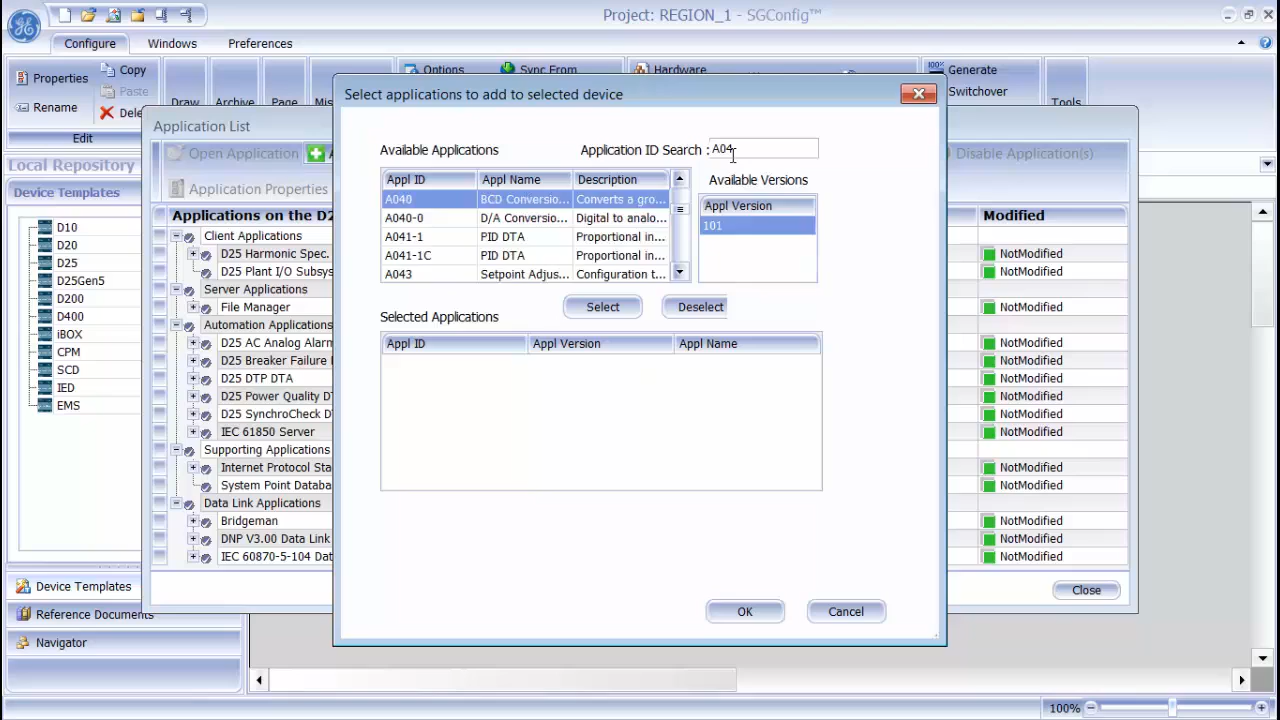 Project: REGION_1 - SGConfig™
Configure
Windows
Preferences
Properties
Copy
Paste
Rename
Edit
Options
Sync From
Hardware
Generate
Switchover
Tools
Draw
Archive
Page
Select applications to add to selected device
Available Applications
Application ID Search :
A04
Available Versions
Appl ID Appl Name Description
A040 BCD Conversio... Converts a gro...
A040-0 D/A Conversio... Digital to analo...
A041-1 PID DTA Proportional in...
A041-1C PID DTA Proportional in...
A043 Setpoint Adjus... Configuration t...
Appl Version
101
Select
Deselect
Selected Applications
Appl ID Appl Version Appl Name
OK
Cancel
Application List
Open Application
Disable Application(s)
Application Properties
Applications on the D2
Modified
Client Applications
D25 Harmonic Spec. NotModified
D25 Plant I/O Subsys NotModified
Server Applications
File Manager NotModified
Automation Applications
D25 AC Analog Alarm NotModified
D25 Breaker Failure NotModified
D25 DTP DTA NotModified
D25 Power Quality NotModified
D25 SynchroCheck NotModified
IEC 61850 Server NotModified
Supporting Applications
Internet Protocol Sta NotModified
System Point Databa NotModified
Data Link Applications
Bridgeman NotModified
DNP V3.00 Data Link NotModified
IEC 60870-5-104 Dat NotModified
Close
Local Repository
Device Templates
D10
D20
D25
D25Gen5
D200
D400
iBOX
CPM
SCD
IED
EMS
Device Templates
Reference Documents
Navigator
100%